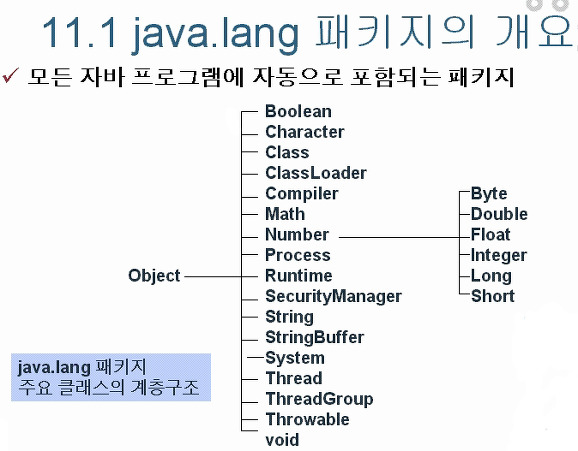 11.1 java.lang 패키지의 개요
✓ 모든 자바 프로그램에 자동으로 포함되는 패키지
Object
Boolean
Character
Class
ClassLoader
Compiler
Math
Number
Process
Runtime
SecurityManager
String
StringBuffer
System
Thread
ThreadGroup
Throwable
void
Byte
Double
Float
Integer
Long
Short
java.lang 패키지
주요 클래스의 계층구조